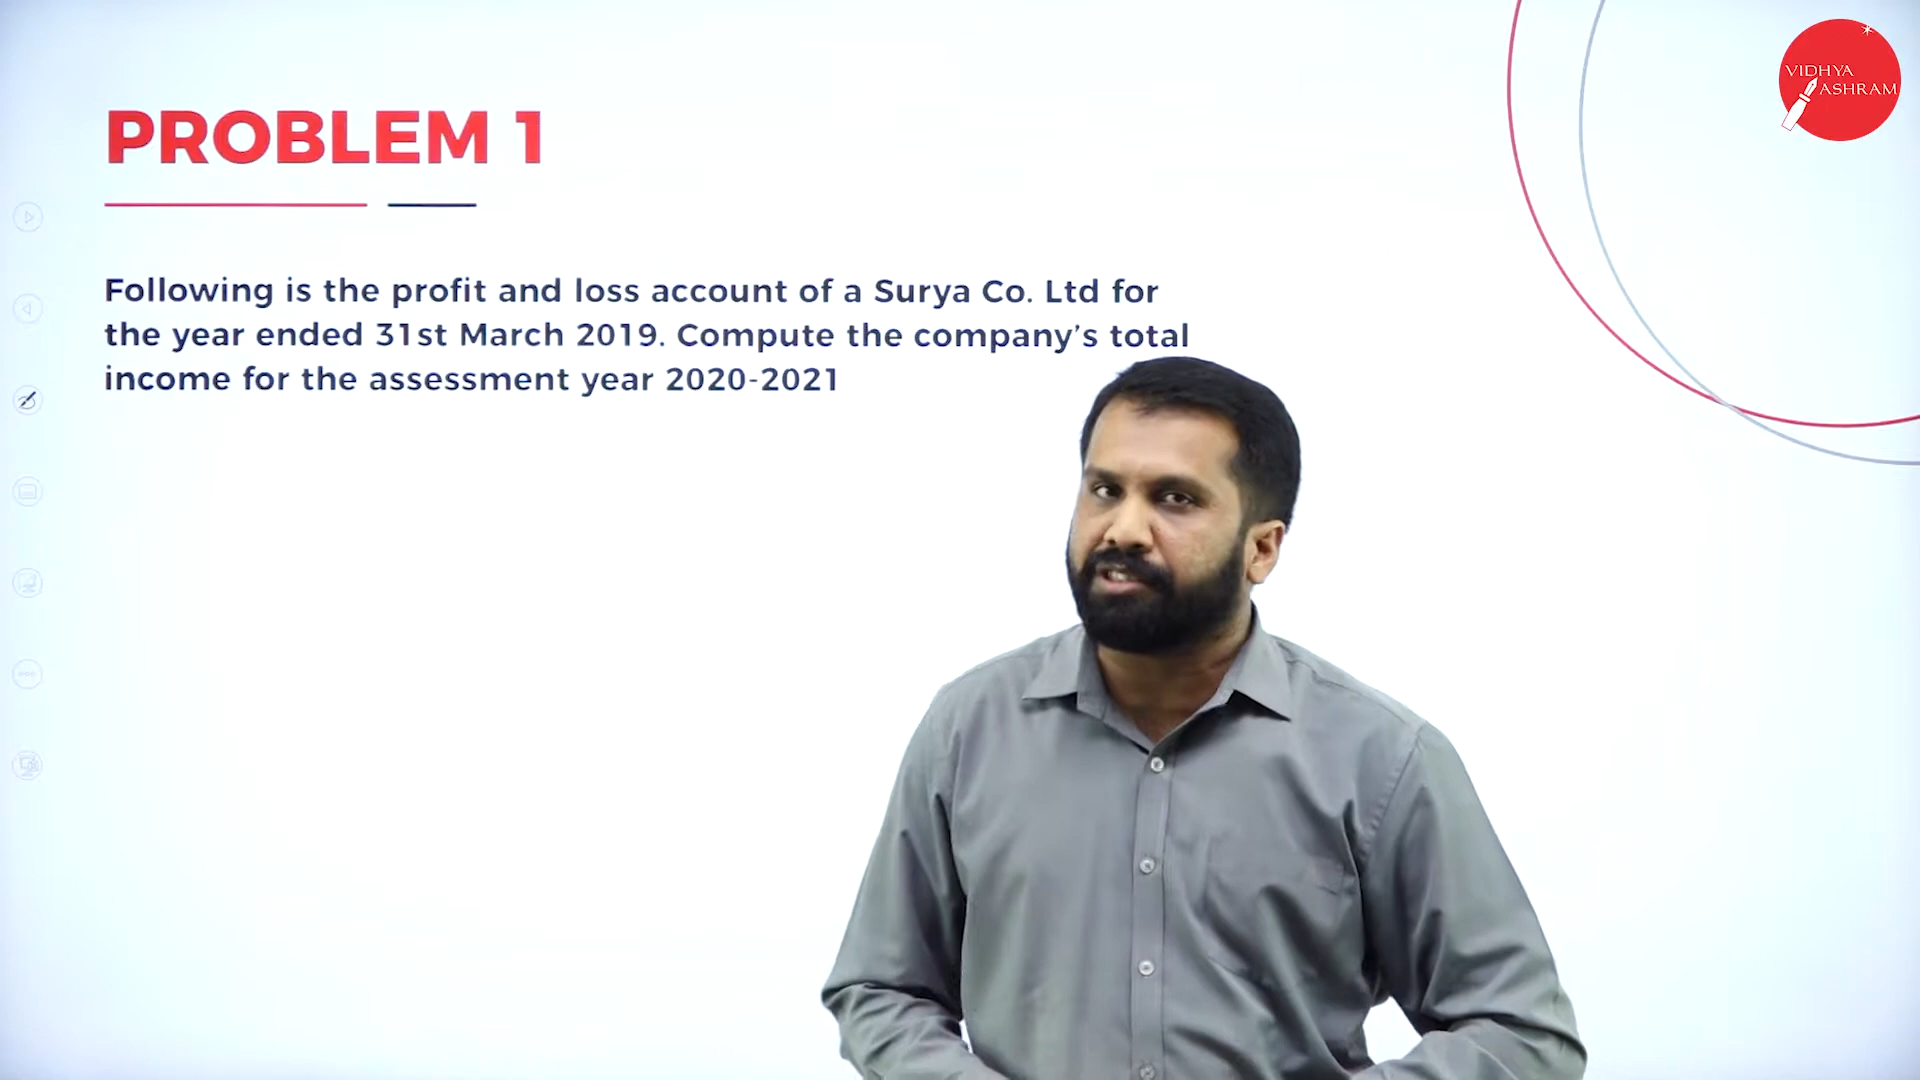 VIDHYA
ASHRAM
PROBLEM 1
Following is the profit and loss account of a Surya Co. Ltd for
the year ended 31st March 2019. Compute the company's total
income for the assessment year 2020-2021